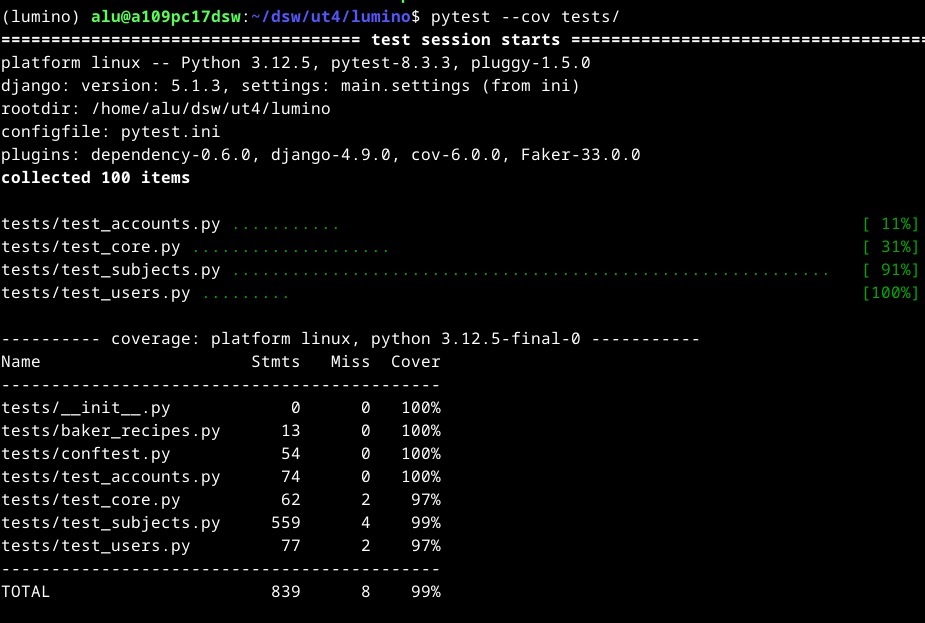 (lumino) alu@a109pc17dsw:~/dsw/ut4/lumino$ pytest --cov tests/
==================================== test session starts ====================================
platform linux -- Python 3.12.5, pytest-8.3.3, pluggy-1.5.0
django: version: 5.1.3, settings: main.settings (from ini)
rootdir: /home/alu/dsw/ut4/lumino
configfile: pytest.ini
plugins: dependency-0.6.0, django-4.9.0, cov-6.0.0, Faker-33.0.0
collected 100 items
tests/test_accounts.py ........... [ 11%]
tests/test_core.py .................... [ 31%]
tests/test_subjects.py ............................................................ [ 91%]
tests/test_users.py ......... [100%]
---------- coverage: platform linux, python 3.12.5-final-0 -----------
Name Stmts Miss Cover
--------------------------------------------
tests/__init__.py 0 0 100%
tests/baker_recipes.py 13 0 100%
tests/conftest.py 54 0 100%
tests/test_accounts.py 74 0 100%
tests/test_core.py 62 2 97%
tests/test_subjects.py 559 4 99%
tests/test_users.py 77 2 97%
--------------------------------------------
TOTAL 839 8 99%